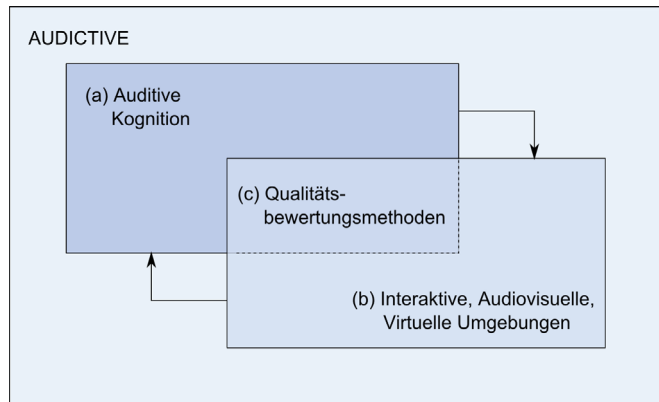 AUDICTIVE
(a) Auditive
Kognition
(c) Qualitäts-
bewertungsmethoden
(b) Interaktive, Audiovisuelle,
Virtuelle Umgebungen